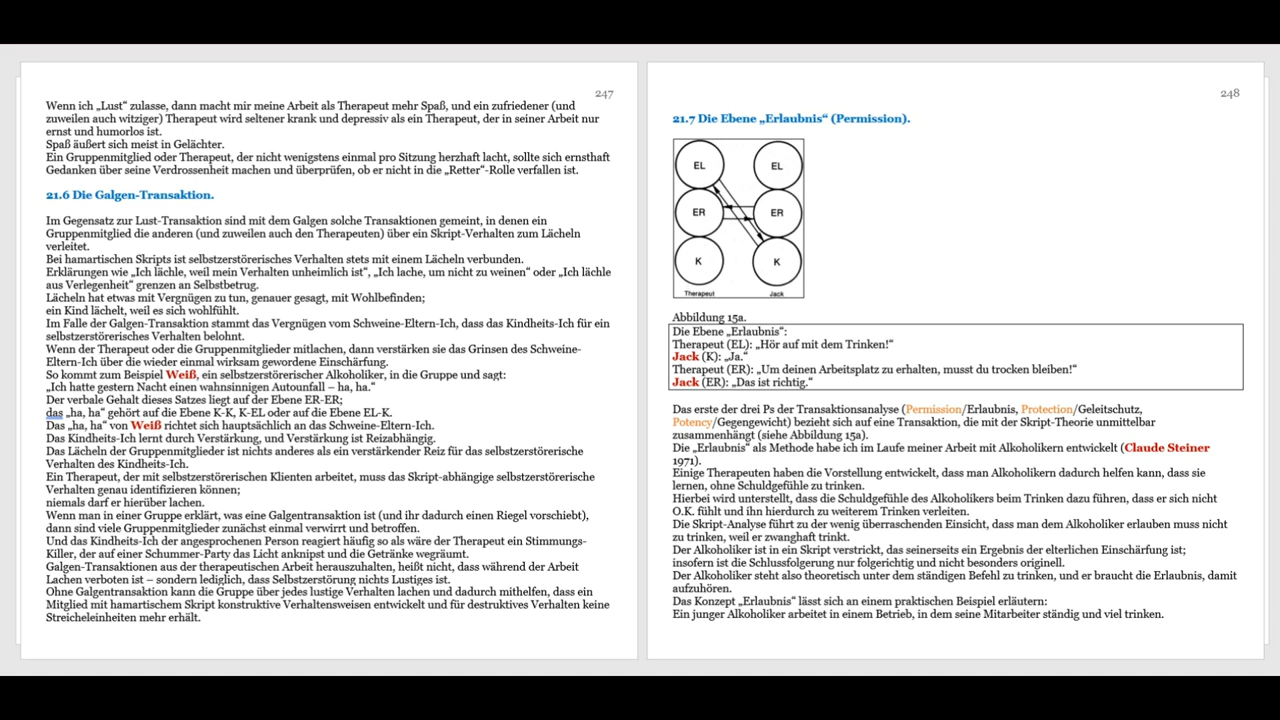 247
Wenn ich „Lust“ zulasse, dann macht mir meine Arbeit als Therapeut mehr Spaß, und ein zufriedener (und
zuweilen auch witziger) Therapeut wird seltener krank und depressiv als ein Therapeut, der in seiner Arbeit nur
ernst und humorlos ist.
Spaß äußert sich meist in Gelächter.
Ein Gruppenmitglied oder Therapeut, der nicht wenigstens einmal pro Sitzung herzhaft lacht, sollte sich ernsthaft
Gedanken über seine Verdrossenheit machen und überprüfen, ob er nicht in die „Retter“-Rolle verfallen ist.
21.6 Die Galgen-Transaktion.
Im Gegensatz zur Lust-Transaktion sind mit dem Galgen solche Transaktionen gemeint, in denen ein
Gruppenmitglied die anderen (und zuweilen auch den Therapeuten) über ein Skript-Verhalten zum Lächeln
verleitet.
Bei hamartischen Skripts ist selbstzerstörerisches Verhalten stets mit einem Lächeln verbunden.
Erklärungen wie „Ich lächle, weil mein Verhalten unheimlich ist“, „Ich lache, um nicht zu weinen“ oder „Ich lächle
aus Verlegenheit“ grenzen an Selbstbetrug.
Lächeln hat etwas mit Vergnügen zu tun, genauer gesagt, mit Wohlbefinden;
ein Kind lächelt, weil es sich wohlfühlt.
Im Falle der Galgen-Transaktion stammt das Vergnügen vom Schweine-Eltern-Ich, dass das Kindheits-Ich für ein
selbstzerstörerisches Verhalten belohnt.
Wenn der Therapeut oder die Gruppenmitglieder mitlachen, dann verstärken sie das Grinsen des Schweine-
Eltern-Ich über die wieder einmal wirksam gewordene Einschärfung.
So kommt zum Beispiel Weiß, ein selbstzerstörerischer Alkoholiker, in die Gruppe und sagt:
„Ich hatte gestern Nacht einen wahnsinnigen Autounfall – ha, ha.“
Der verbale Gehalt dieses Satzes liegt auf der Ebene ER-ER;
das „ha, ha“ gehört auf die Ebene K-K, K-EL oder auf die Ebene EL-K.
Das „ha, ha“ von Weiß richtet sich hauptsächlich an das Schweine-Eltern-Ich.
Das Kindheits-Ich lernt durch Verstärkung, und Verstärkung ist Reizabhängig.
Das Lächeln der Gruppenmitglieder ist nichts anderes als ein verstärkender Reiz für das selbstzerstörerische
Verhalten des Kindheits-Ich.
Ein Therapeut, der mit selbstzerstörerischen Klienten arbeitet, muss das Skript-abhängige selbstzerstörerische
Verhalten genau identifizieren können;
niemals darf er hierüber lachen.
Wenn man in einer Gruppe erklärt, was eine Galgentransaktion ist (und ihr dadurch einen Riegel vorschiebt),
dann sind viele Gruppenmitglieder zunächst einmal verwirrt und betroffen.
Und das Kindheits-Ich der angesprochenen Person reagiert häufig so als wäre der Therapeut ein Stimmungs-
Killer, der auf einer Schummer-Party das Licht anknipst und die Getränke wegräumt.
Galgen-Transaktionen aus der therapeutischen Arbeit herauszuhalten, heißt nicht, dass während der Arbeit
Lachen verboten ist – sondern lediglich, dass Selbstzerstörung nichts Lustiges ist.
Ohne Galgentransaktion kann die Gruppe über jedes lustige Verhalten lachen und dadurch mithelfen, dass ein
Mitglied mit hamartischem Skript konstruktive Verhaltensweisen entwickelt und für destruktives Verhalten keine
Streicheleinheiten mehr erhält.
248
21.7 Die Ebene „Erlaubnis“ (Permission).
EL EL
ER ER
K K
Therapeut Jack
Abbildung 15a.
Die Ebene „Erlaubnis“:
Therapeut (EL): „Hör auf mit dem Trinken!“
Jack (K): „Ja.“
Therapeut (ER): „Um deinen Arbeitsplatz zu erhalten, musst du trocken bleiben!“
Jack (ER): „Das ist richtig.“
Das erste der drei Ps der Transaktionsanalyse (Permission/Erlaubnis, Protection/Geleitschutz,
Potency/Gegengewicht) bezieht sich auf eine Transaktion, die mit der Skript-Theorie unmittelbar
zusammenhängt (siehe Abbildung 15a).
Die „Erlaubnis“ als Methode habe ich im Laufe meiner Arbeit mit Alkoholikern entwickelt (Claude Steiner
1971).
Einige Therapeuten haben die Vorstellung entwickelt, dass man Alkoholikern dadurch helfen kann, dass sie
lernen, ohne Schuldgefühle zu trinken.
Hierbei wird unterstellt, dass die Schuldgefühle des Alkoholikers beim Trinken dazu führen, dass er sich nicht
O.K. fühlt und ihn hierdurch zu weiterem Trinken verleiten.
Die Skript-Analyse führt zu der wenig überraschenden Einsicht, dass man dem Alkoholiker erlauben muss nicht
zu trinken, weil er zwanghaft trinkt.
Der Alkoholiker ist in ein Skript verstrickt, das seinerseits ein Ergebnis der elterlichen Einschärfung ist;
insofern ist die Schlussfolgerung nur folgerichtig und nicht besonders originell.
Der Alkoholiker steht also theoretisch unter dem ständigen Befehl zu trinken, und er braucht die Erlaubnis, damit
aufzuhören.
Das Konzept „Erlaubnis“ lässt sich an einem praktischen Beispiel erläutern:
Ein junger Alkoholiker arbeitet in einem Betrieb, in dem seine Mitarbeiter ständig und viel trinken.